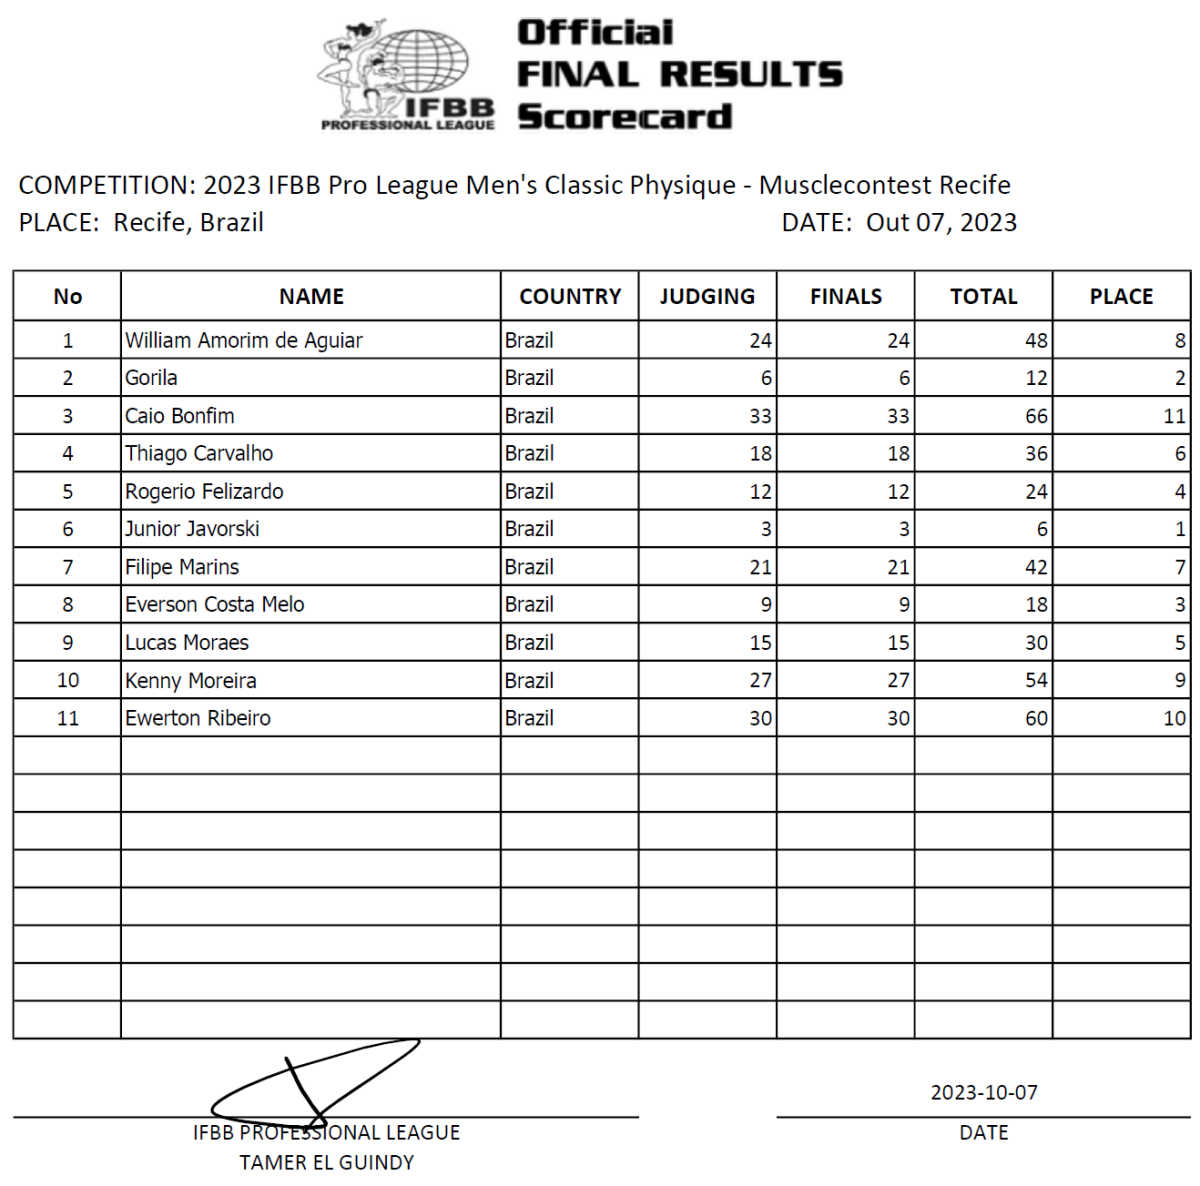 Official
FINAL RESULTS
Scorecard
IFBB
PROFESSIONAL LEAGUE
COMPETITION: 2023 IFBB Pro League Men's Classic Physique - Musclecontest Recife
PLACE: Recife, Brazil DATE: Out 07, 2023
No NAME COUNTRY JUDGING FINALS TOTAL PLACE
1 William Amorim de Aguiar Brazil 24 24 48 8
2 Gorila Brazil 6 6 12 2
3 Caio Bonfim Brazil 33 33 66 11
4 Thiago Carvalho Brazil 18 18 36 6
5 Rogerio Felizardo Brazil 12 12 24 4
6 Junior Javorski Brazil 3 3 6 1
7 Filipe Marins Brazil 21 21 42 7
8 Everson Costa Melo Brazil 9 9 18 3
9 Lucas Moraes Brazil 15 15 30 5
10 Kenny Moreira Brazil 27 27 54 9
11 Ewerton Ribeiro Brazil 30 30 60 10
2023-10-07
IFBB PROFESSIONAL LEAGUE DATE
TAMER EL GUINDY